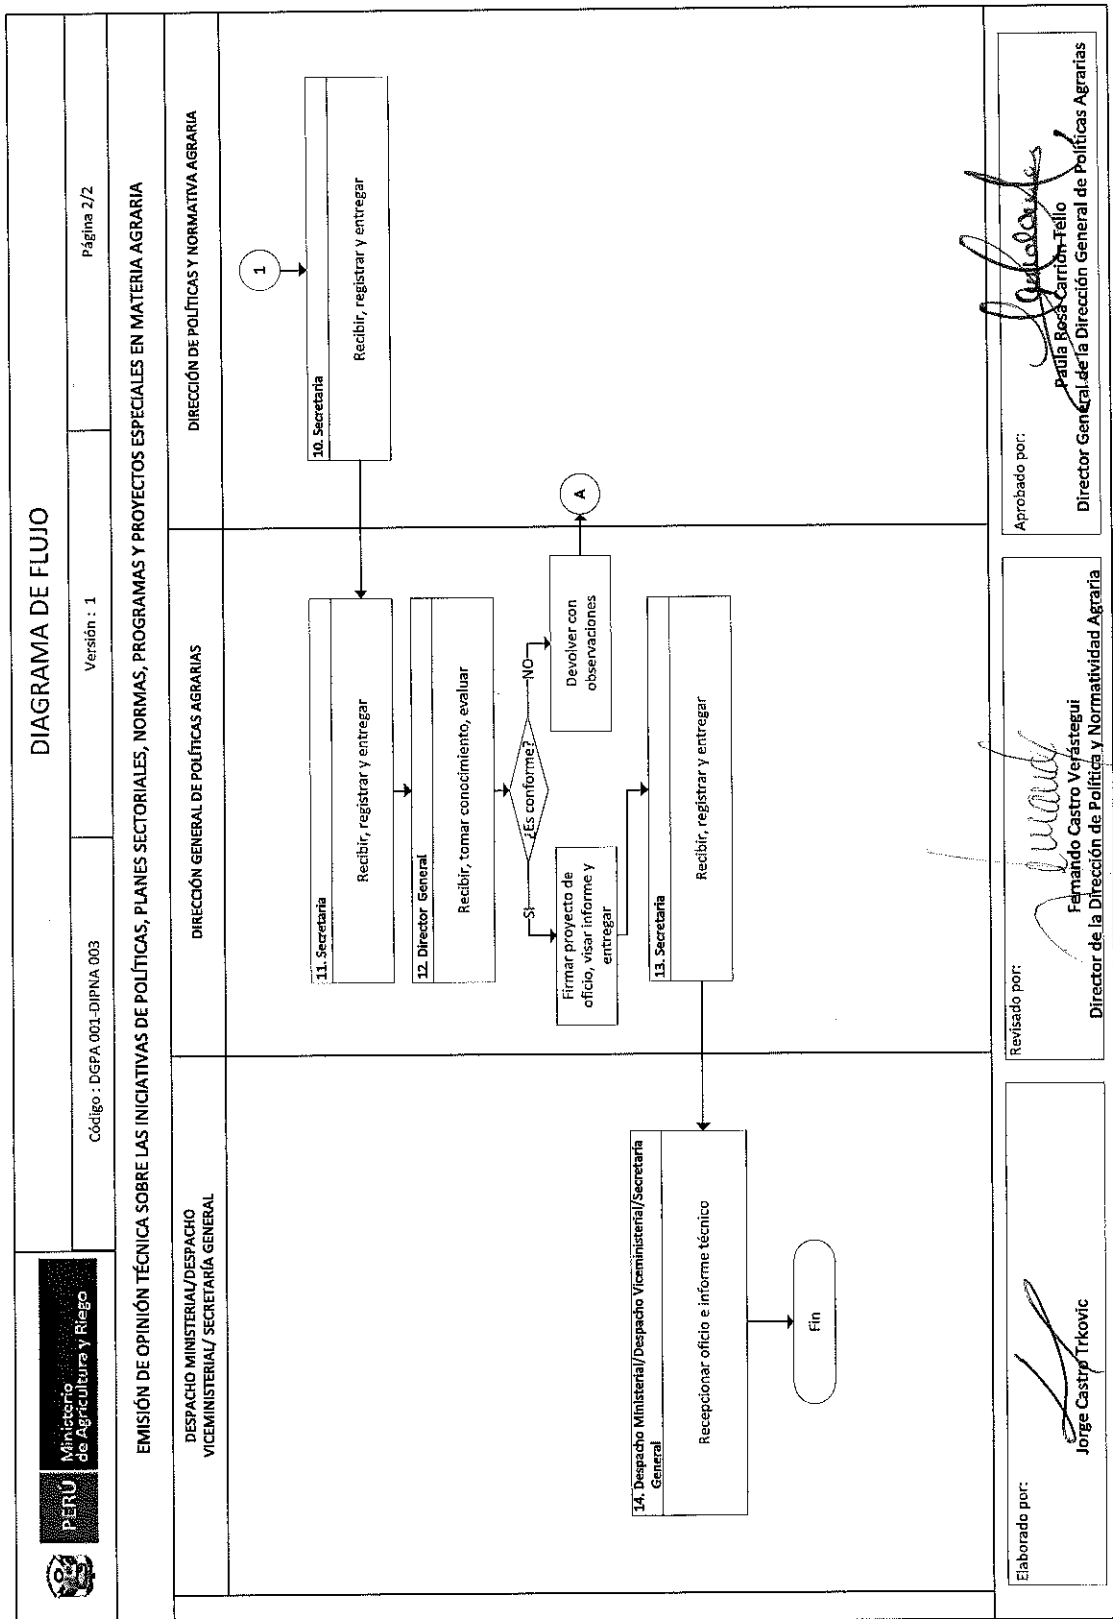 DIAGRAMA DE FLUJO
PERÚ
Ministerio
de Agricultura y Riego
Código : DGPA 001-DIPNA 003
Versión : 1
Página 2/2
EMISIÓN DE OPINIÓN TÉCNICA SOBRE LAS INICIATIVAS DE POLÍTICAS, PLANES SECTORIALES, NORMAS, PROGRAMAS Y PROYECTOS ESPECIALES EN MATERIA AGRARIA
DESPACHO MINISTERIAL/DESPACHO
VICEMINISTERIAL/ SECRETARÍA GENERAL
DIRECCIÓN GENERAL DE POLÍTICAS AGRARIAS
DIRECCIÓN DE POLÍTICAS Y NORMATIVA AGRARIA
1
10. Secretaria
Recibir, registrar y entregar
11. Secretaria
Recibir, registrar y entregar
12. Director General
Recibir, tomar conocimiento, evaluar
¿Es conforme?
SI
NO
Firmar proyecto de
oficio, visar informe y
entregar
Devolver con
observaciones
A
13. Secretaria
Recibir, registrar y entregar
14. Despacho Ministerial/Despacho Viceministerial/Secretaría
General
Recepcionar oficio e informe técnico
Fin
Elaborado por:
Jorge Castro Trkovic
Revisado por:
Fernando Castro Verástegui
Director de la Dirección de Política y Normatividad Agraria
Aprobado por:
Paula Rosa Carrión Tello
Director General de la Dirección General de Políticas Agrarias